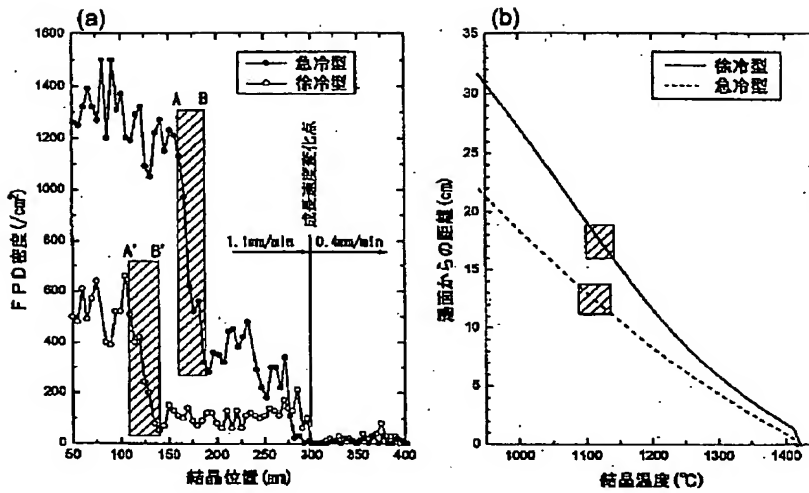 (a)
FPD密度(/cm²)
1600
1400
1200
1000
800
600
400
200
0
急冷型
徐冷型
A B
A' B'
成長速度変化点
1.1mm/min 0.4mm/min
50 100 150 200 250 300 350 400
結晶位置(mm)
(b)
湯面からの距離(cm)
35
30
25
20
15
10
5
0
徐冷型
急冷型
1000 1100 1200 1300 1400
結晶温度(℃)